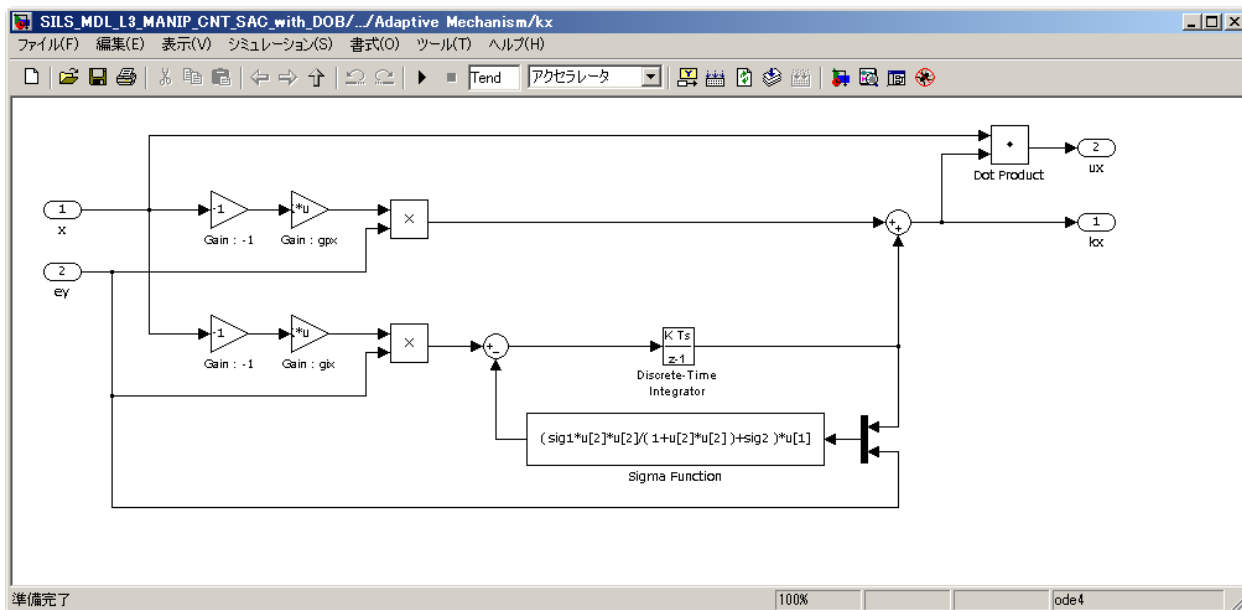 SILS_MDL_L3_MANIP_CNT_SAC_with_DOB/.../Adaptive Mechanism/kx
ファイル(F) 編集(E) 表示(V) シミュレーション(S) 書式(O) ツール(T) ヘルプ(H)
Tend アクセラレータ
Dot Product
2
ux
1
x
-1
Gain : -1
*u
Gain : gpx
×
+
+
1
kx
2
ey
-1
Gain : -1
*u
Gain : gix
×
+
-
K Ts
z-1
Discrete-Time
Integrator
( sig1*u[2]*u[2]/( 1+u[2]*u[2] )+sig2 )*u[1]
Sigma Function
準備完了 100% ode4